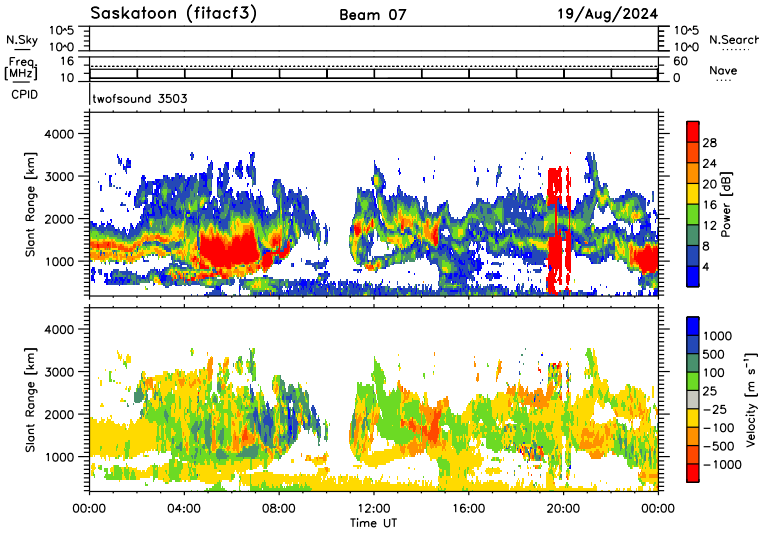 Saskatoon (fitacf3) Beam 07 19/Aug/2024
N.Sky 10^5 10^5 N.Search
10^0 10^0
Freq. 16 60 Nave
[MHz] 10 0
CPID twofsound 3503
4000
3000
2000
1000
Slant Range [km]
28
24
20
16
12
8
4
Power [dB]
4000
3000
2000
1000
Slant Range [km]
1000
500
100
25
-25
-100
-500
-1000
Velocity [m s⁻¹]
00:00 04:00 08:00 12:00 16:00 20:00 00:00
Time UT